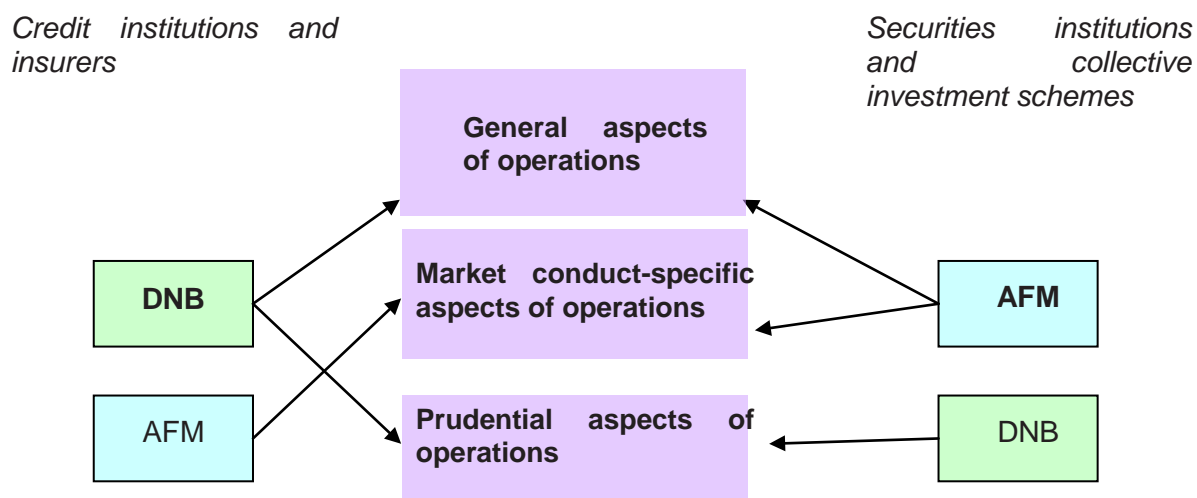 Credit institutions and
insurers
Securities institutions
and collective
investment schemes
General aspects
of operations
DNB
Market conduct-specific
aspects of operations
AFM
AFM
Prudential aspects of
operations
DNB